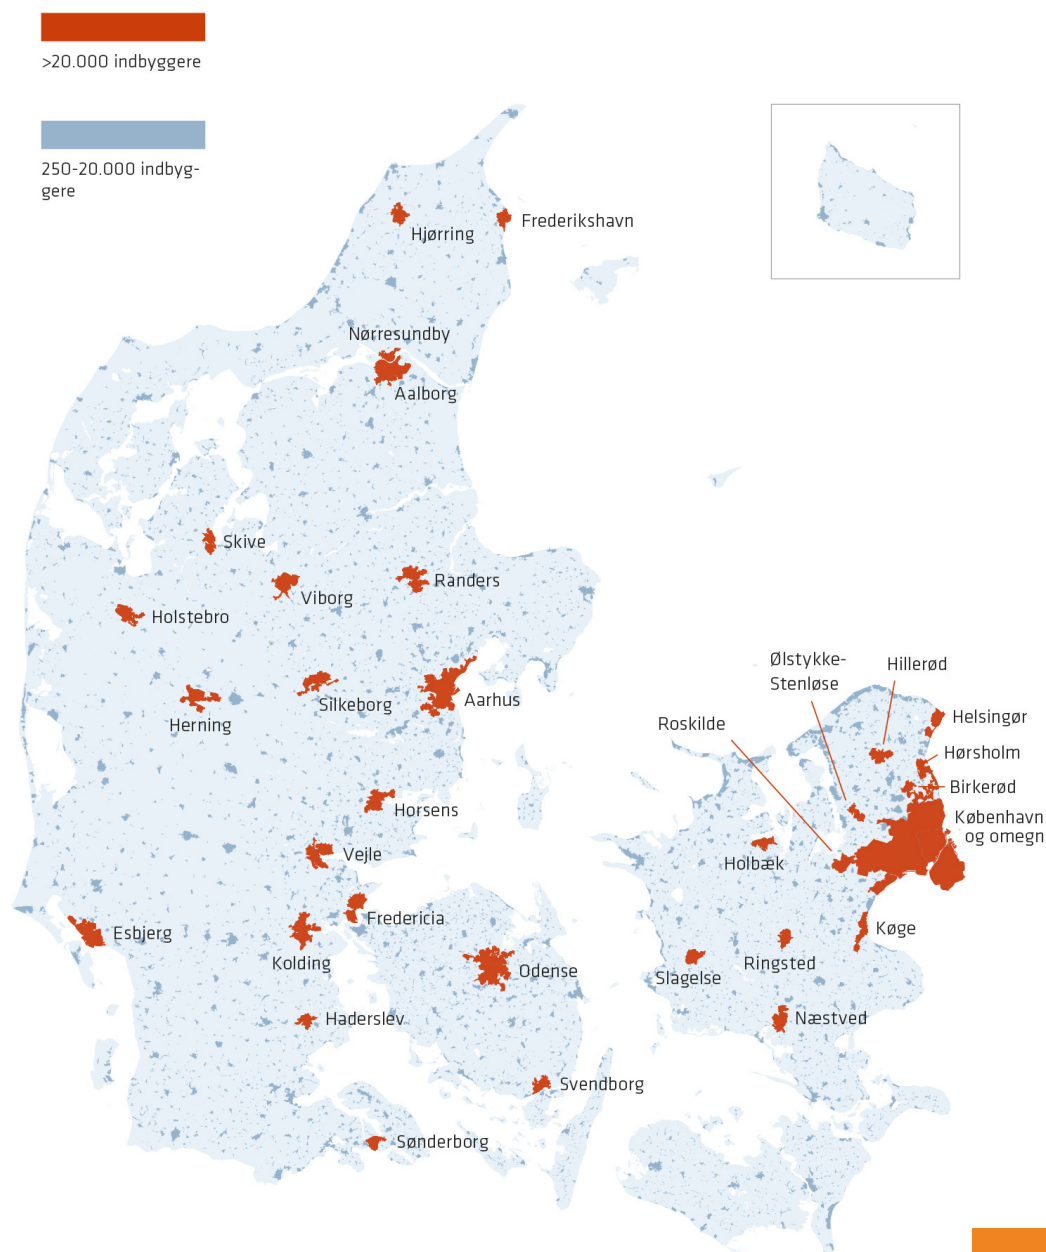 >20.000 indbyggere
250-20.000 indbyg-
gere
Hjørring
Frederikshavn
Nørresundby
Aalborg
Skive
Viborg
Randers
Holstebro
Silkeborg
Aarhus
Herning
Horsens
Vejle
Fredericia
Esbjerg
Kolding
Odense
Haderslev
Svendborg
Sønderborg
Ølstykke-
Stenløse
Hillerød
Roskilde
Helsingør
Hørsholm
Birkerød
København
og omegn
Holbæk
Køge
Ringsted
Slagelse
Næstved